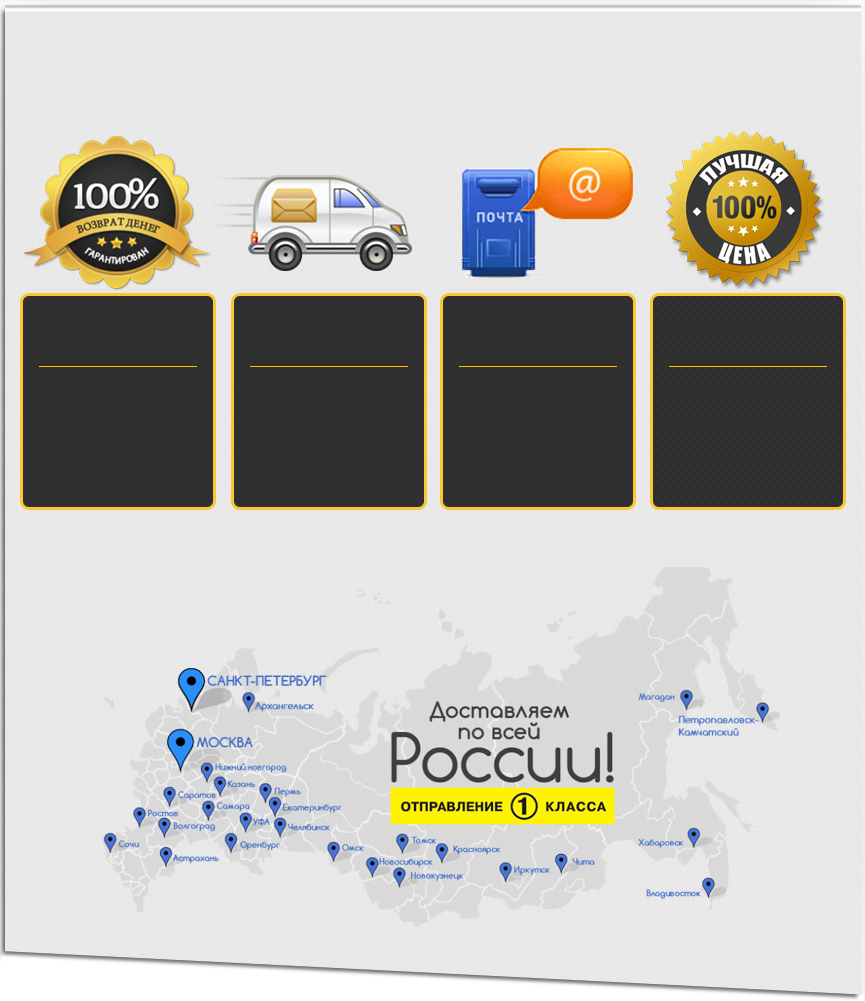 100%
ВОЗВРАТ ДЕНЕГ
ГАРАНТИРОВАН
@
ПОЧТА
ЛУЧШАЯ
100%
ЦЕНА
САНКТ-ПЕТЕРБУРГ
Архангельск
МОСКВА
Нижний новгород
Казань
Пермь
Саратов
Самара
Екатеринбург
Ростов
Волгоград
УФА
Челябинск
Сочи
Оренбург
Астрахань
Доставляем
по всей
России!
ОТПРАВЛЕНИЕ 1 КЛАССА
Магадан
Петропавловск-
Камчатский
Омск
Томск
Красноярск
Новосибирск
Новокузнецк
Иркутск
Чита
Хабаровск
Владивосток